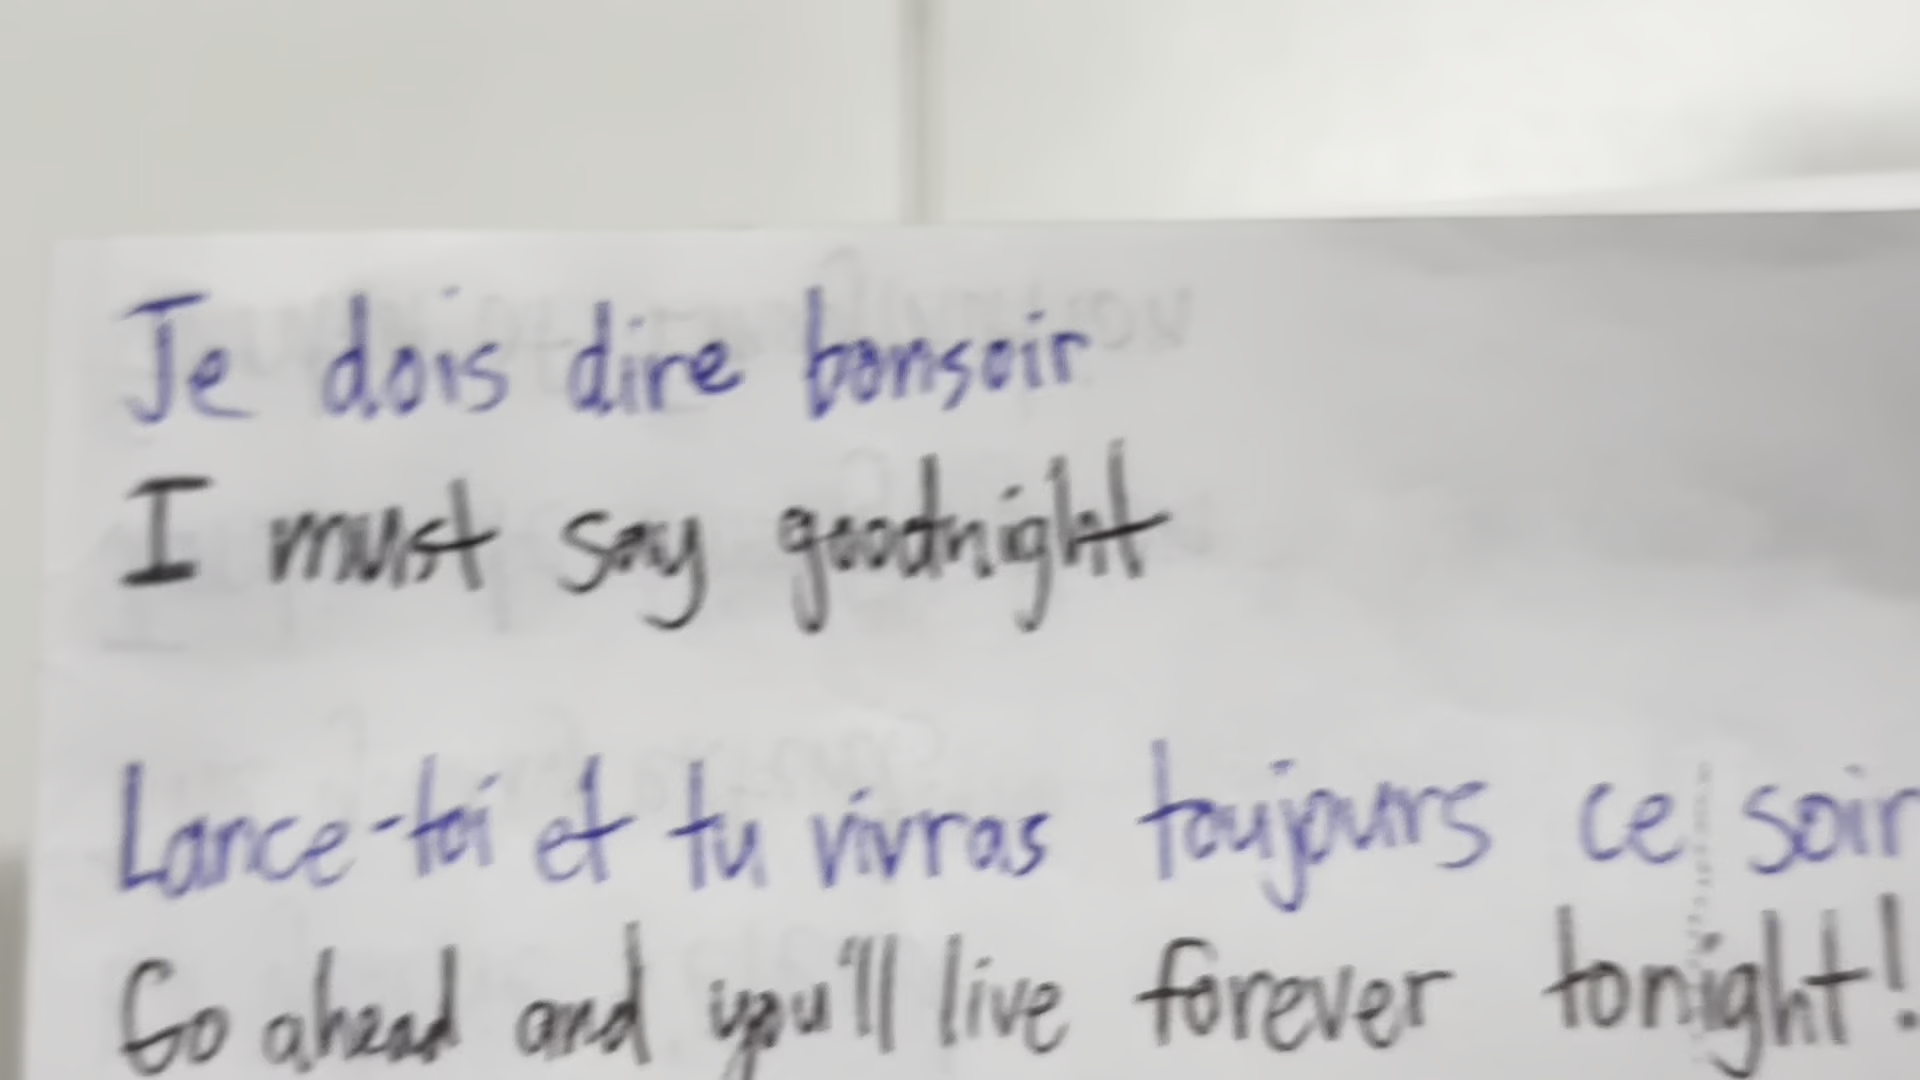 Je dois dire bonsoir
I must say goodnight
Lance-toi et tu vivras toujours ce soir
Go ahead and you'll live forever tonight!